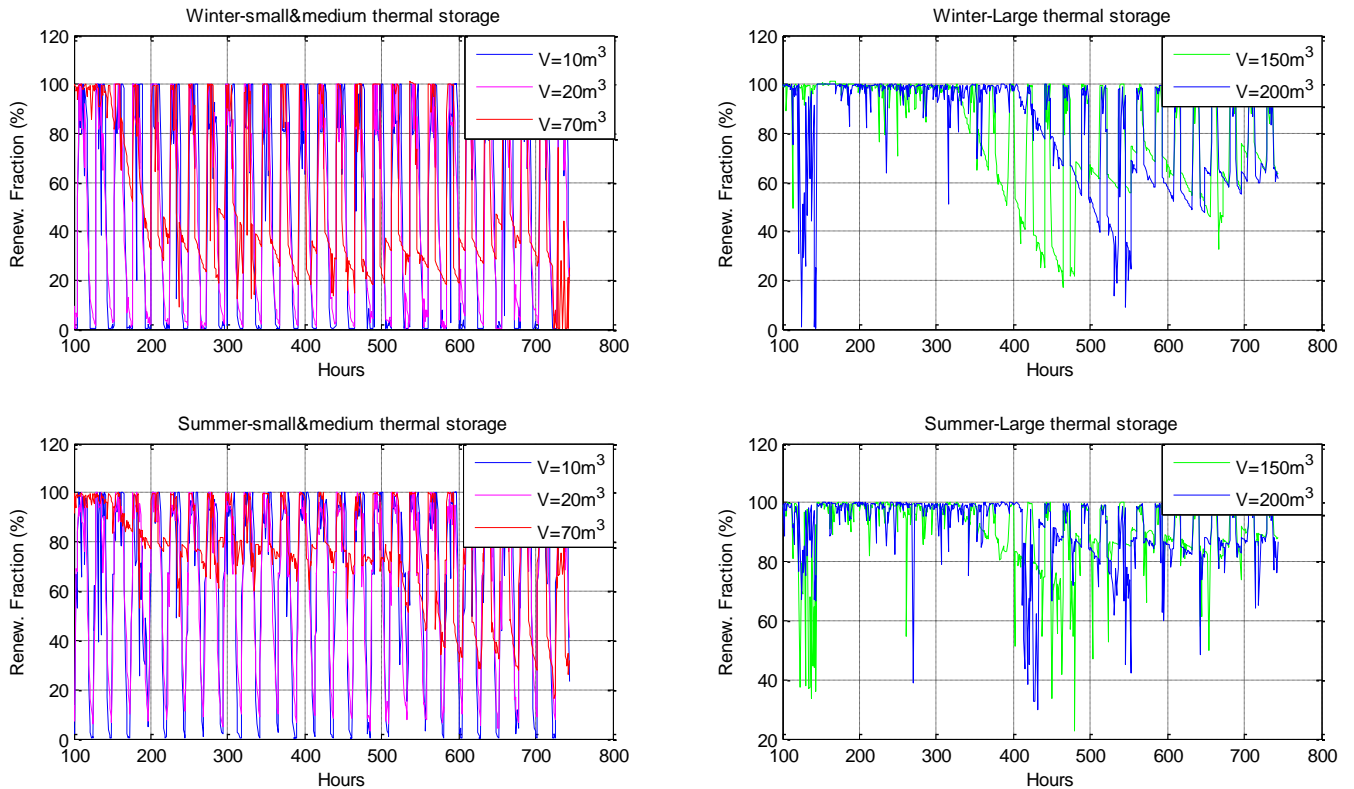 Winter-small&medium thermal storage
120
100
80
60
40
20
0
100 200 300 400 500 600 700 800
Renew. Fraction (%)
Hours
V=10m³
V=20m³
V=70m³
Winter-Large thermal storage
120
100
80
60
40
20
0
100 200 300 400 500 600 700 800
Renew. Fraction (%)
Hours
V=150m³
V=200m³
Summer-small&medium thermal storage
120
100
80
60
40
20
0
100 200 300 400 500 600 700 800
Renew. Fraction (%)
Hours
V=10m³
V=20m³
V=70m³
Summer-Large thermal storage
120
100
80
60
40
20
100 200 300 400 500 600 700 800
Renew. Fraction (%)
Hours
V=150m³
V=200m³